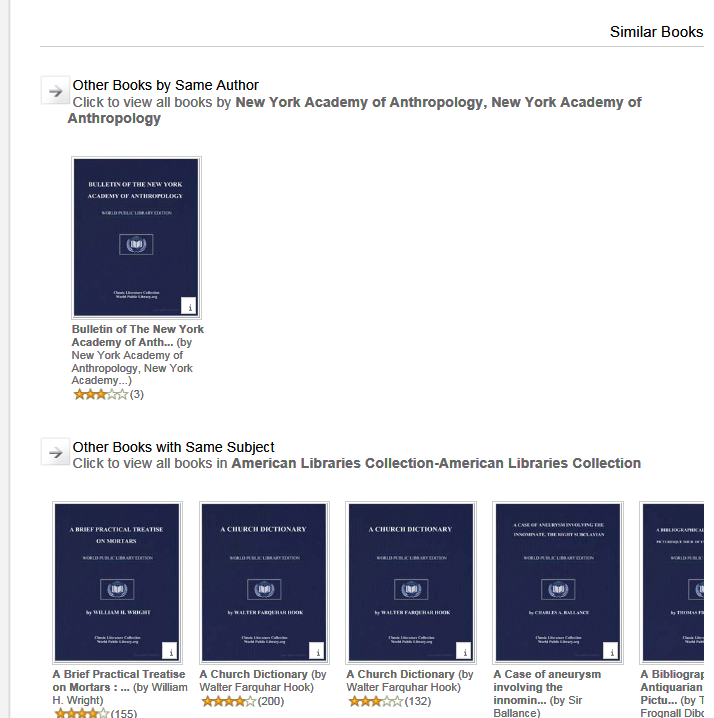 Similar Books
Other Books by Same Author
Click to view all books by New York Academy of Anthropology, New York Academy of
Anthropology
BULLETIN OF THE NEW YORK
ACADEMY OF ANTHROPOLOGY
WORLD PUBLIC LIBRARY EDITION
Classic Literature Collection
World Public Library.org
i
Bulletin of The New York
Academy of Anth... (by
New York Academy of
Anthropology, New York
Academy...)
(3)
Other Books with Same Subject
Click to view all books in American Libraries Collection-American Libraries Collection
A BRIEF PRACTICAL TREATISE
ON MORTARS
WORLD PUBLIC LIBRARY EDITION
by WILLIAM H. WRIGHT
Classic Literature Collection
World Public Library.org
i
A Brief Practical Treatise
on Mortars : ... (by William
H. Wright)
(155)
A CHURCH DICTIONARY
WORLD PUBLIC LIBRARY EDITION
by WALTER FARQUHAR HOOK
Classic Literature Collection
World Public Library.org
i
A Church Dictionary (by
Walter Farquhar Hook)
(200)
A CHURCH DICTIONARY
WORLD PUBLIC LIBRARY EDITION
by WALTER FARQUHAR HOOK
Classic Literature Collection
World Public Library.org
i
A Church Dictionary (by
Walter Farquhar Hook)
(132)
A CASE OF ANEURYSM INVOLVING THE
INNOMINATE, THE RIGHT SUBCLAVIAN
WORLD PUBLIC LIBRARY EDITION
by CHARLES A. BALLANCE
Classic Literature Collection
World Public Library.org
i
A Case of aneurysm
involving the
innomin... (by Sir
Ballance)
A BIBLIOGRAPHICAL
PICTURESQUE TOUR IN
WORLD PUBLIC
by THOMAS
Classic
World
A Bibliograp
Antiquarian
Pictu... (by T
Frognall Dibd